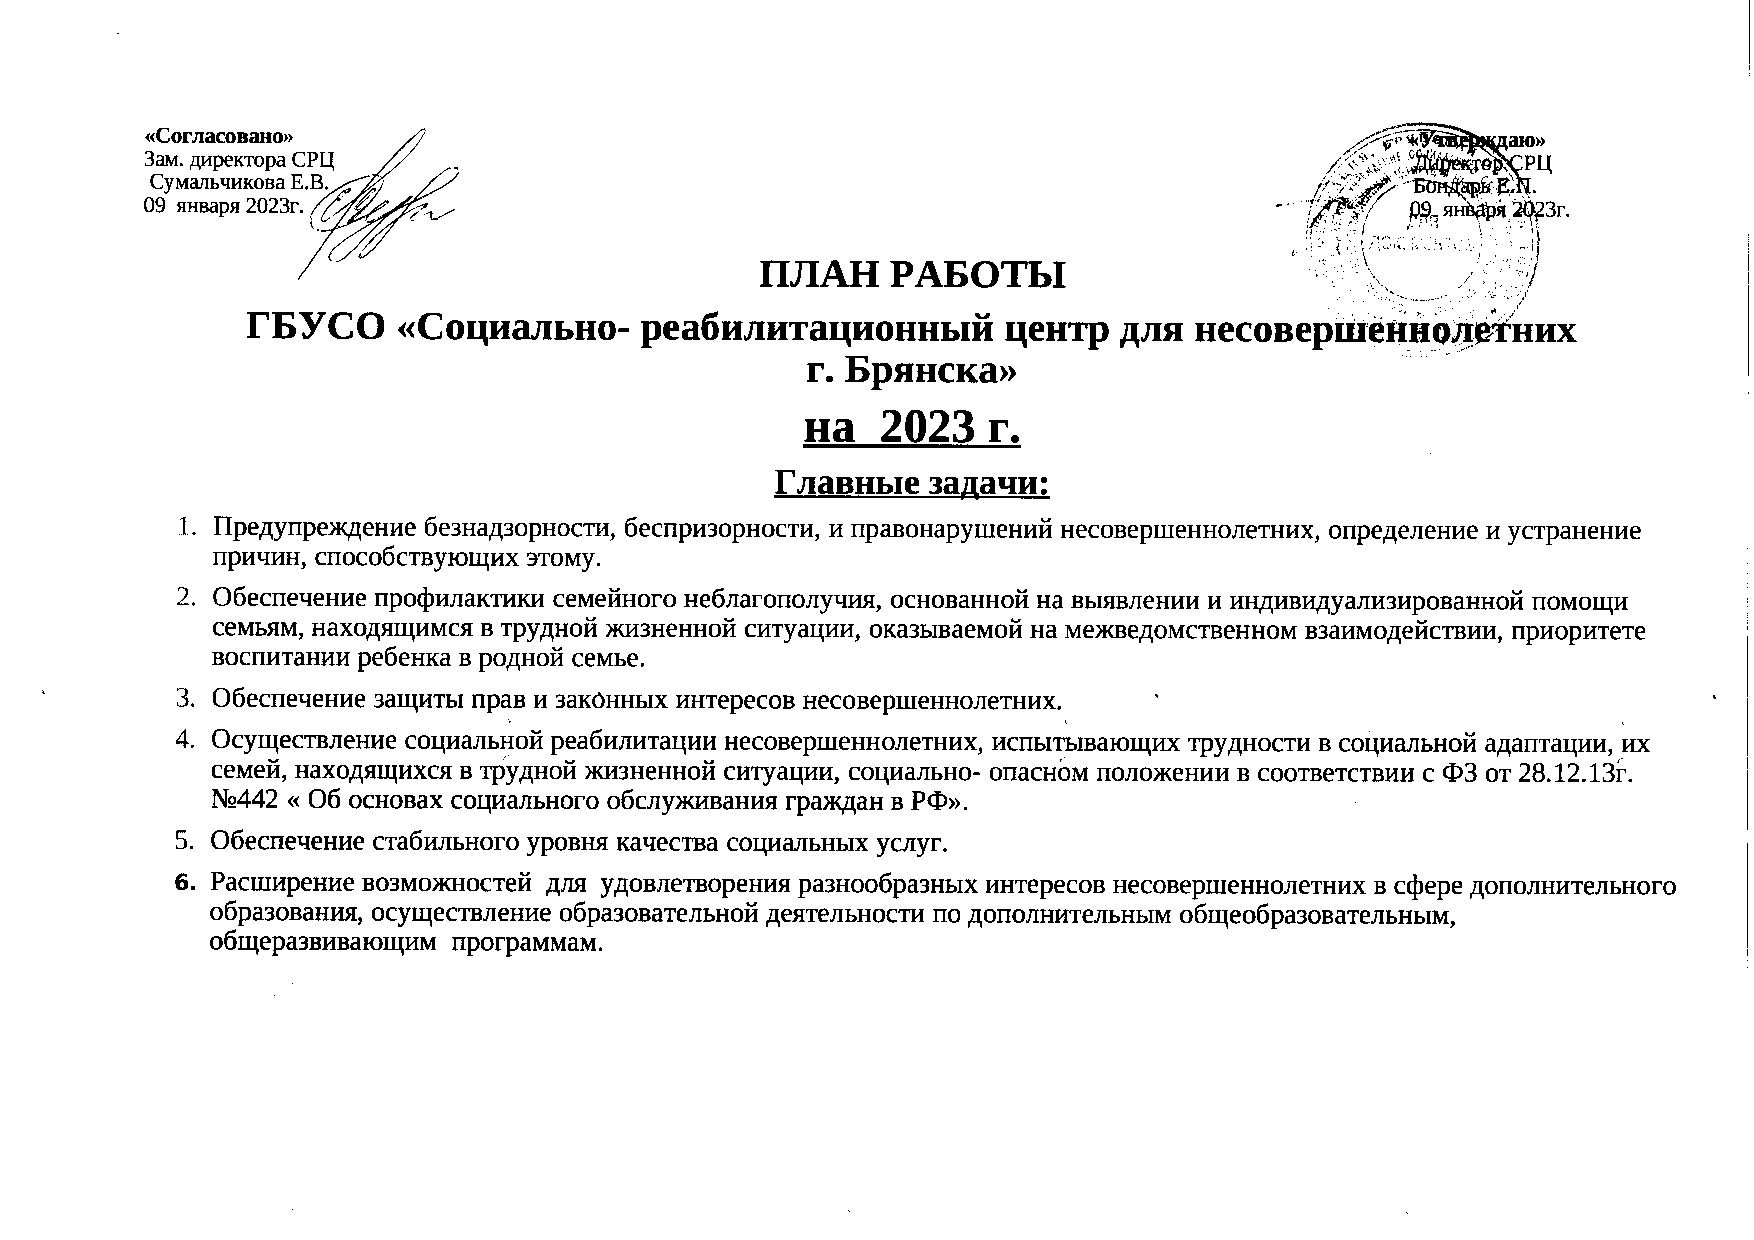 «Согласовано»
Зам. директора СРЦ
Сумальчикова Е.В.
09 января 2023г.
«Утверждаю»
Директор СРЦ
Бондарь Е.П.
09 января 2023г.
ПЛАН РАБОТЫ
ГБУСО «Социально- реабилитационный центр для несовершеннолетних
г. Брянска»
на 2023 г.
Главные задачи:
1. Предупреждение безнадзорности, беспризорности, и правонарушений несовершеннолетних, определение и устранение
причин, способствующих этому.
2. Обеспечение профилактики семейного неблагополучия, основанной на выявлении и индивидуализированной помощи
семьям, находящимся в трудной жизненной ситуации, оказываемой на межведомственном взаимодействии, приоритете
воспитании ребенка в родной семье.
3. Обеспечение защиты прав и законных интересов несовершеннолетних.
4. Осуществление социальной реабилитации несовершеннолетних, испытывающих трудности в социальной адаптации, их
семей, находящихся в трудной жизненной ситуации, социально- опасном положении в соответствии с ФЗ от 28.12.13г.
№442 « Об основах социального обслуживания граждан в РФ».
5. Обеспечение стабильного уровня качества социальных услуг.
6. Расширение возможностей для удовлетворения разнообразных интересов несовершеннолетних в сфере дополнительного
образования, осуществление образовательной деятельности по дополнительным общеобразовательным,
общеразвивающим программам.